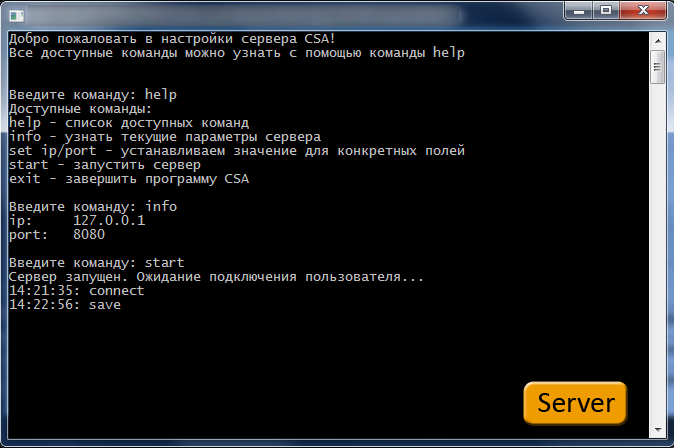 Добро пожаловать в настройки сервера CSA!
Все доступные команды можно узнать с помощью команды help
Введите команду: help
Доступные команды:
help - список доступных команд
info - узнать текущие параметры сервера
set ip/port - устанавливаем значение для конкретных полей
start - запустить сервер
exit - завершить программу CSA
Введите команду: info
ip: 127.0.0.1
port: 8080
Введите команду: start
Сервер запущен. Ожидание подключения пользователя...
14:21:35: connect
14:22:56: save
Server